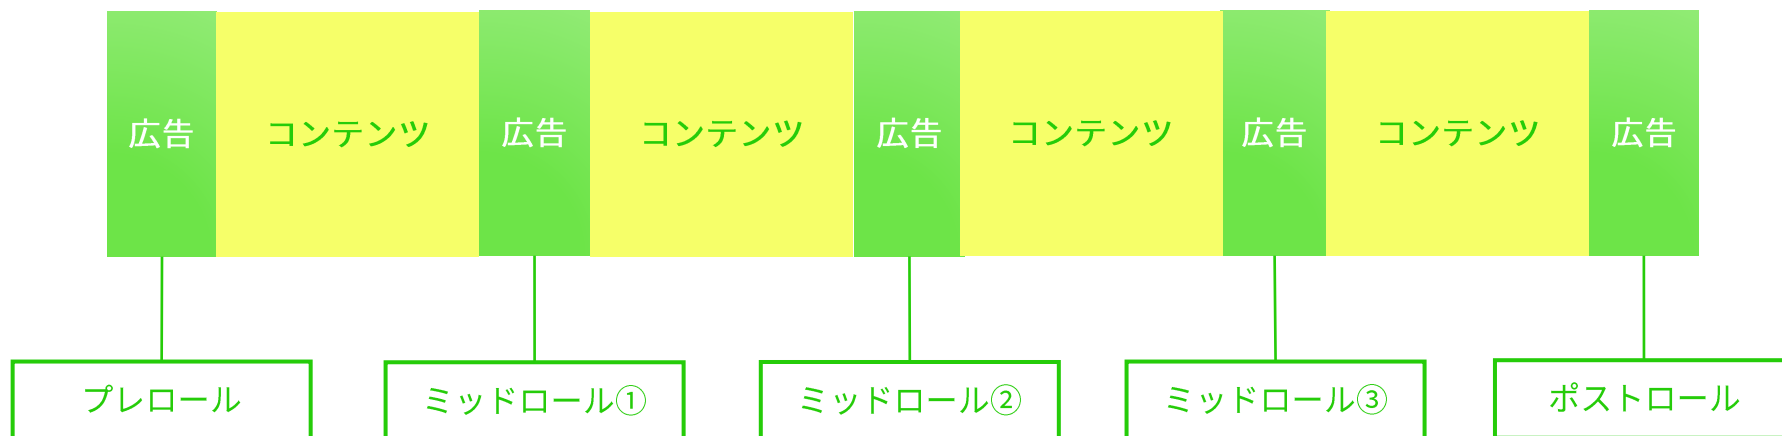 広告
コンテンツ
広告
コンテンツ
広告
コンテンツ
広告
コンテンツ
広告
プレロール
ミッドロール①
ミッドロール②
ミッドロール③
ポストロール